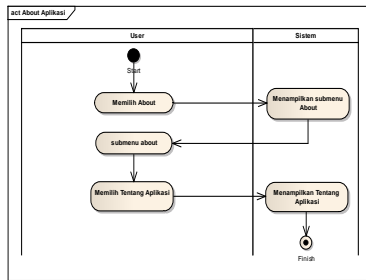 act About Aplikasi
User
Sistem
Start
Memilih About
Menampilkan submenu
About
submenu about
Memilih Tentang Aplikasi
Menampilkan Tentang
Aplikasi
Finish